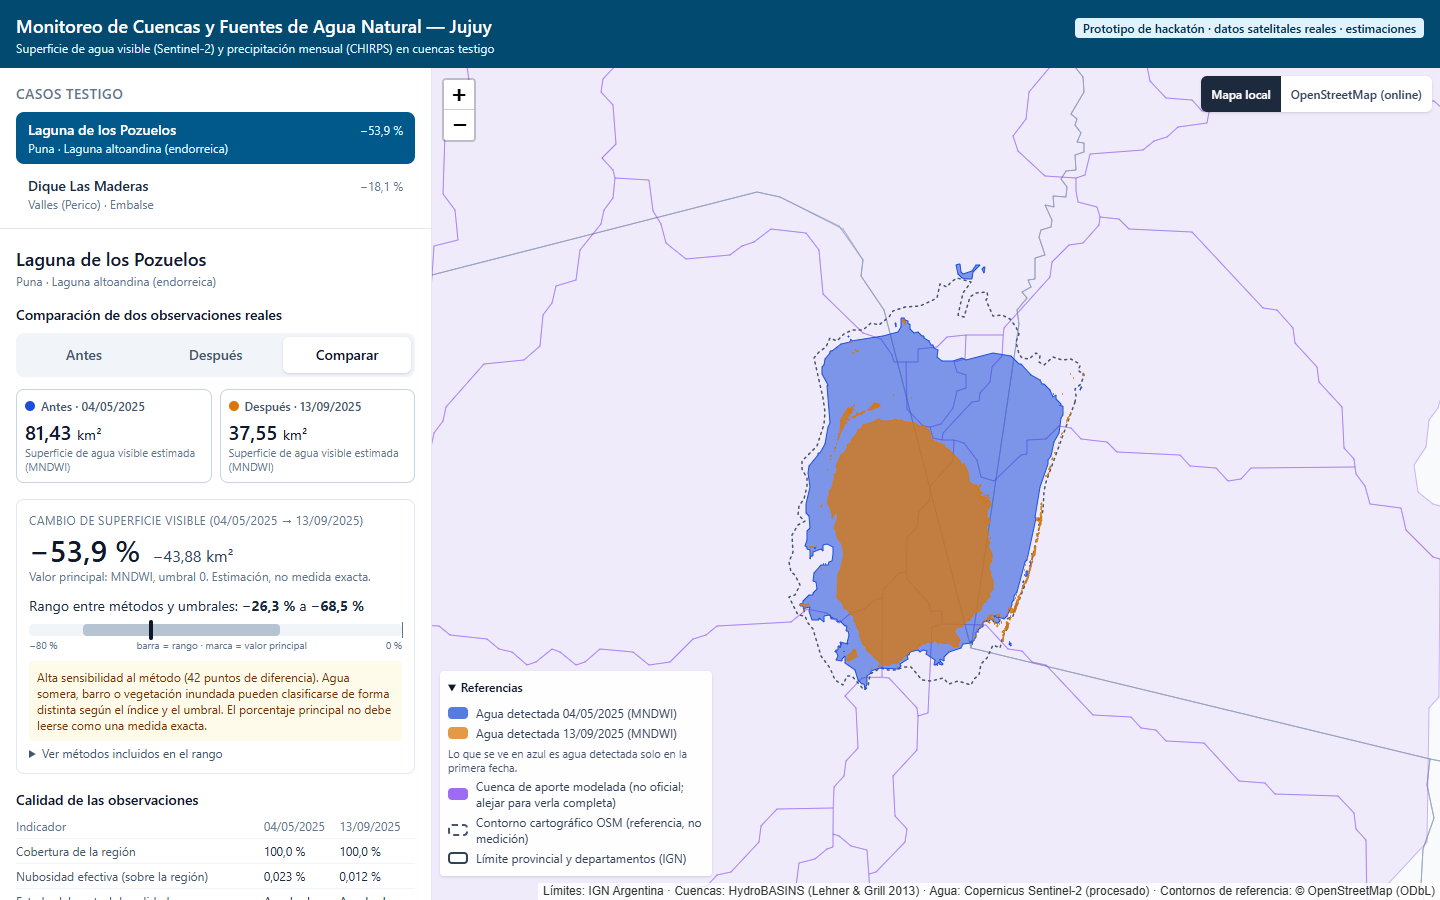 Monitoreo de Cuencas y Fuentes de Agua Natural — Jujuy
Superficie de agua visible (Sentinel-2) y precipitación mensual (CHIRPS) en cuencas testigo
Prototipo de hackatón · datos satelitales reales · estimaciones
CASOS TESTIGO
Laguna de los Pozuelos
−53,9 %
Puna · Laguna altoandina (endorreica)
Dique Las Maderas
−18,1 %
Valles (Perico) · Embalse
Laguna de los Pozuelos
Puna · Laguna altoandina (endorreica)
Comparación de dos observaciones reales
Antes
Después
Comparar
Antes · 04/05/2025
81,43 km²
Superficie de agua visible estimada
(MNDWI)
Después · 13/09/2025
37,55 km²
Superficie de agua visible estimada
(MNDWI)
CAMBIO DE SUPERFICIE VISIBLE (04/05/2025 → 13/09/2025)
−53,9 % −43,88 km²
Valor principal: MNDWI, umbral 0. Estimación, no medida exacta.
Rango entre métodos y umbrales: −26,3 % a −68,5 %
−80 %
barra = rango · marca = valor principal
0 %
Alta sensibilidad al método (42 puntos de diferencia). Agua
somera, barro o vegetación inundada pueden clasificarse de forma
distinta según el índice y el umbral. El porcentaje principal no debe
leerse como una medida exacta.
▶ Ver métodos incluidos en el rango
Calidad de las observaciones
Indicador 04/05/2025 13/09/2025
Cobertura de la región 100,0 % 100,0 %
Nubosidad efectiva (sobre la región) 0,023 % 0,012 %
+
−
Mapa local
OpenStreetMap (online)
▼ Referencias
Agua detectada 04/05/2025 (MNDWI)
Agua detectada 13/09/2025 (MNDWI)
Lo que se ve en azul es agua detectada solo en la
primera fecha.
Cuenca de aporte modelada (no oficial;
alejar para verla completa)
Contorno cartográfico OSM (referencia, no
medición)
Límite provincial y departamentos (IGN)
Límites: IGN Argentina · Cuencas: HydroBASINS (Lehner & Grill 2013) · Agua: Copernicus Sentinel-2 (procesado) · Contornos de referencia: © OpenStreetMap (ODbL)